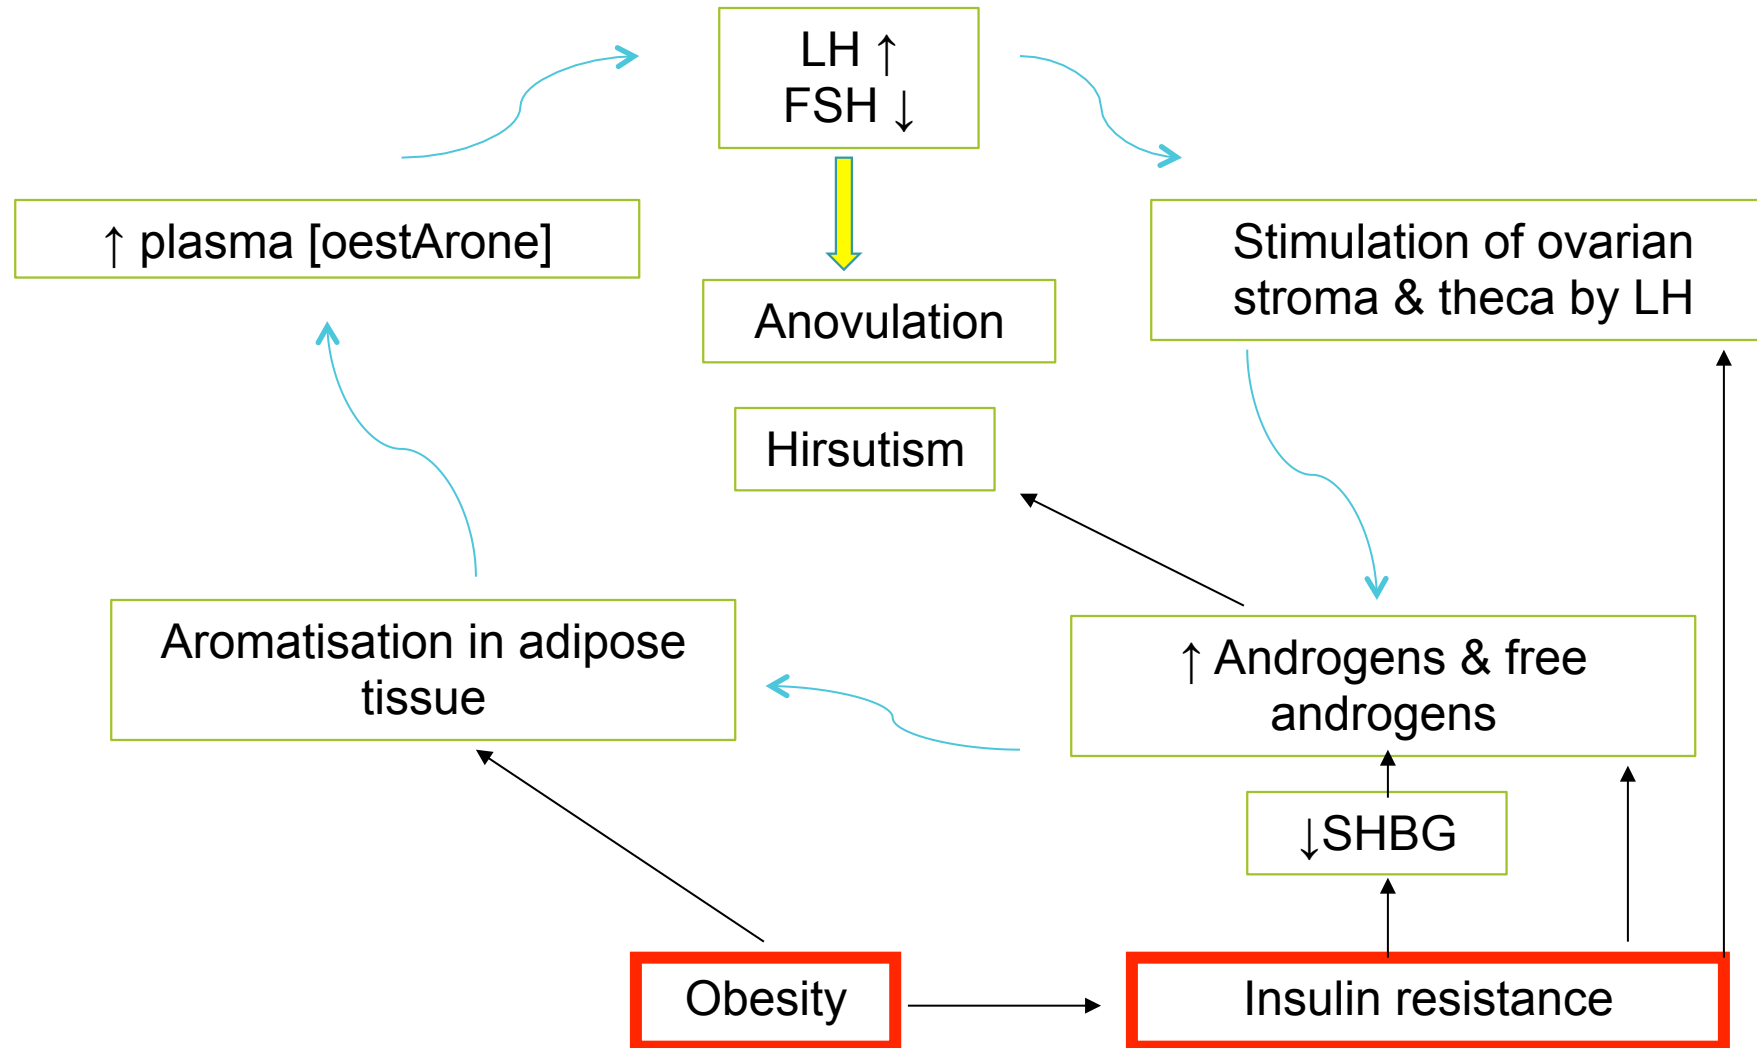 LH ↑
FSH ↓
↑ plasma [oestArone]
Stimulation of ovarian
stroma & theca by LH
Anovulation
Hirsutism
Aromatisation in adipose
tissue
↑ Androgens & free
androgens
↓SHBG
Obesity
Insulin resistance